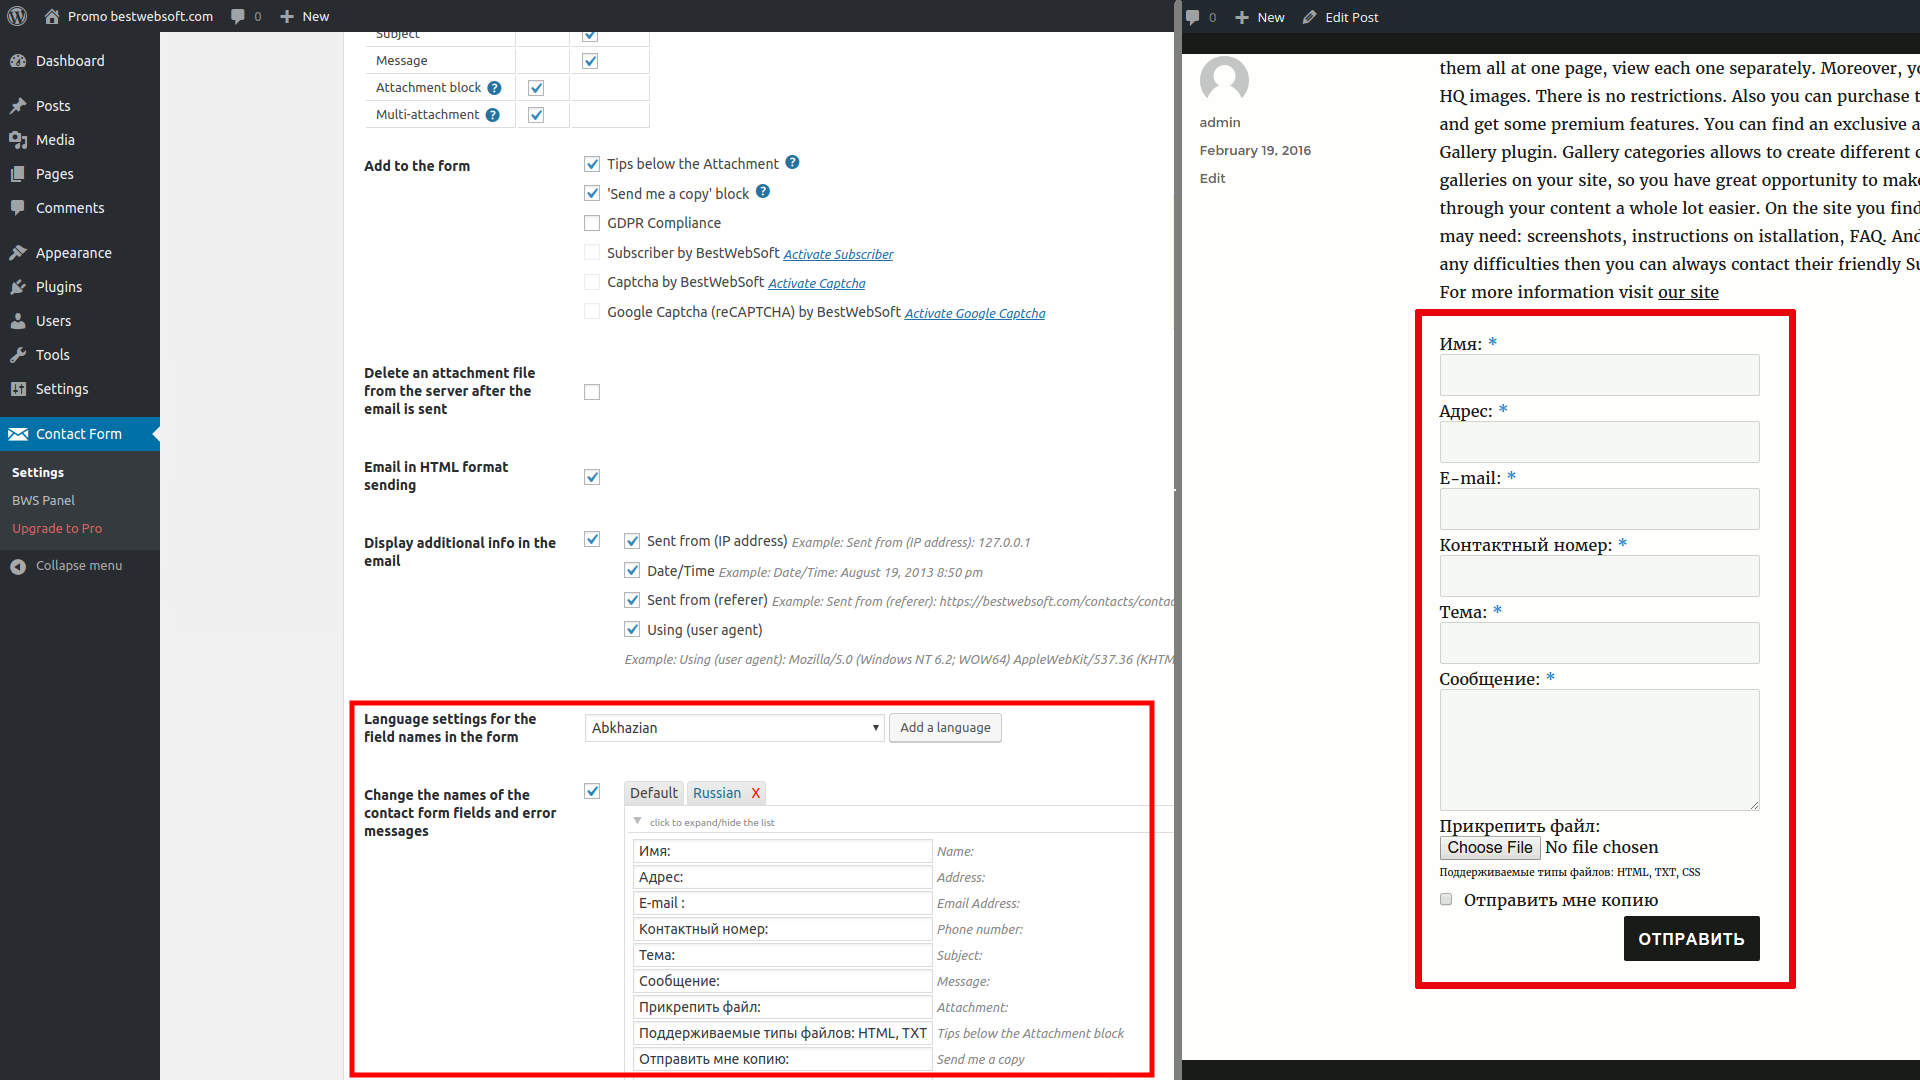 Promo bestwebsoft.com 0 New
Dashboard
Posts
Media
Pages
Comments
Appearance
Plugins
Users
Tools
Settings
Contact Form
Settings
BWS Panel
Upgrade to Pro
Collapse menu
Subject
Message
Attachment block ?
Multi-attachment ?
Add to the form
Tips below the Attachment ?
'Send me a copy' block ?
GDPR Compliance
Subscriber by BestWebSoft Activate Subscriber
Captcha by BestWebSoft Activate Captcha
Google Captcha (reCAPTCHA) by BestWebSoft Activate Google Captcha
Delete an attachment file
from the server after the
email is sent
Email in HTML format
sending
Display additional info in the
email
Sent from (IP address) Example: Sent from (IP address): 127.0.0.1
Date/Time Example: Date/Time: August 19, 2013 8:50 pm
Sent from (referer) Example: Sent from (referer): https://bestwebsoft.com/contacts/contac
Using (user agent)
Example: Using (user agent): Mozilla/5.0 (Windows NT 6.2; WOW64) AppleWebKit/537.36 (KHTM
Language settings for the
field names in the form
Abkhazian Add a language
Change the names of the
contact form fields and error
messages
Default Russian X
click to expand/hide the list
Имя: Name:
Адрес: Address:
E-mail : Email Address:
Контактный номер: Phone number:
Тема: Subject:
Сообщение: Message:
Прикрепить файл: Attachment:
Поддерживаемые типы файлов: HTML, TXT, Tips below the Attachment block
Отправить мне копию: Send me a copy
0 New Edit Post
admin
February 19, 2016
Edit
them all at one page, view each one separately. Moreover, yo
HQ images. There is no restrictions. Also you can purchase t
and get some premium features. You can find an exclusive a
Gallery plugin. Gallery categories allows to create different c
galleries on your site, so you have great opportunity to make
through your content a whole lot easier. On the site you find
may need: screenshots, instructions on istallation, FAQ. And
any difficulties then you can always contact their friendly Su
For more information visit our site
Имя: *
Адрес: *
E-mail: *
Контактный номер: *
Тема: *
Сообщение: *
Прикрепить файл:
Choose File No file chosen
Поддерживаемые типы файлов: HTML, TXT, CSS
Отправить мне копию
ОТПРАВИТЬ